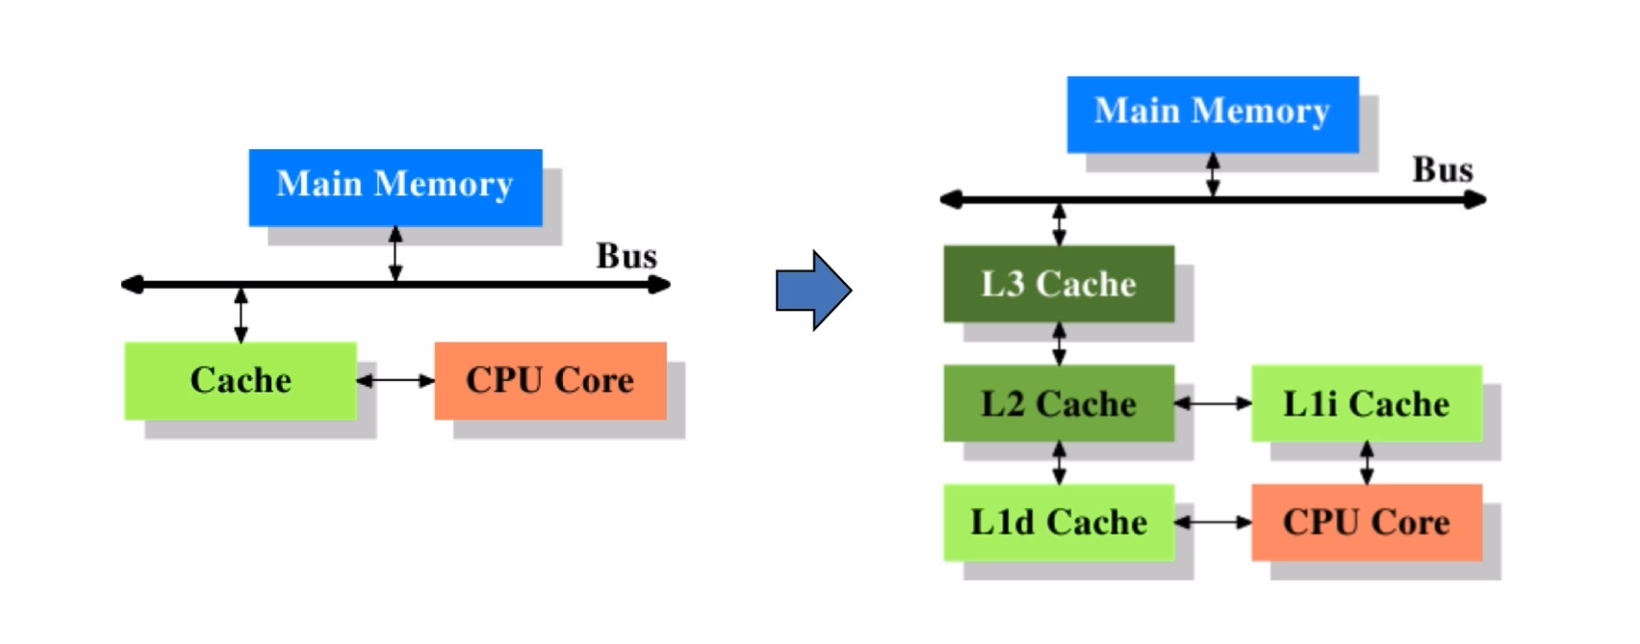 Main Memory
Bus
Cache
CPU Core
Main Memory
Bus
L3 Cache
L2 Cache
L1i Cache
L1d Cache
CPU Core